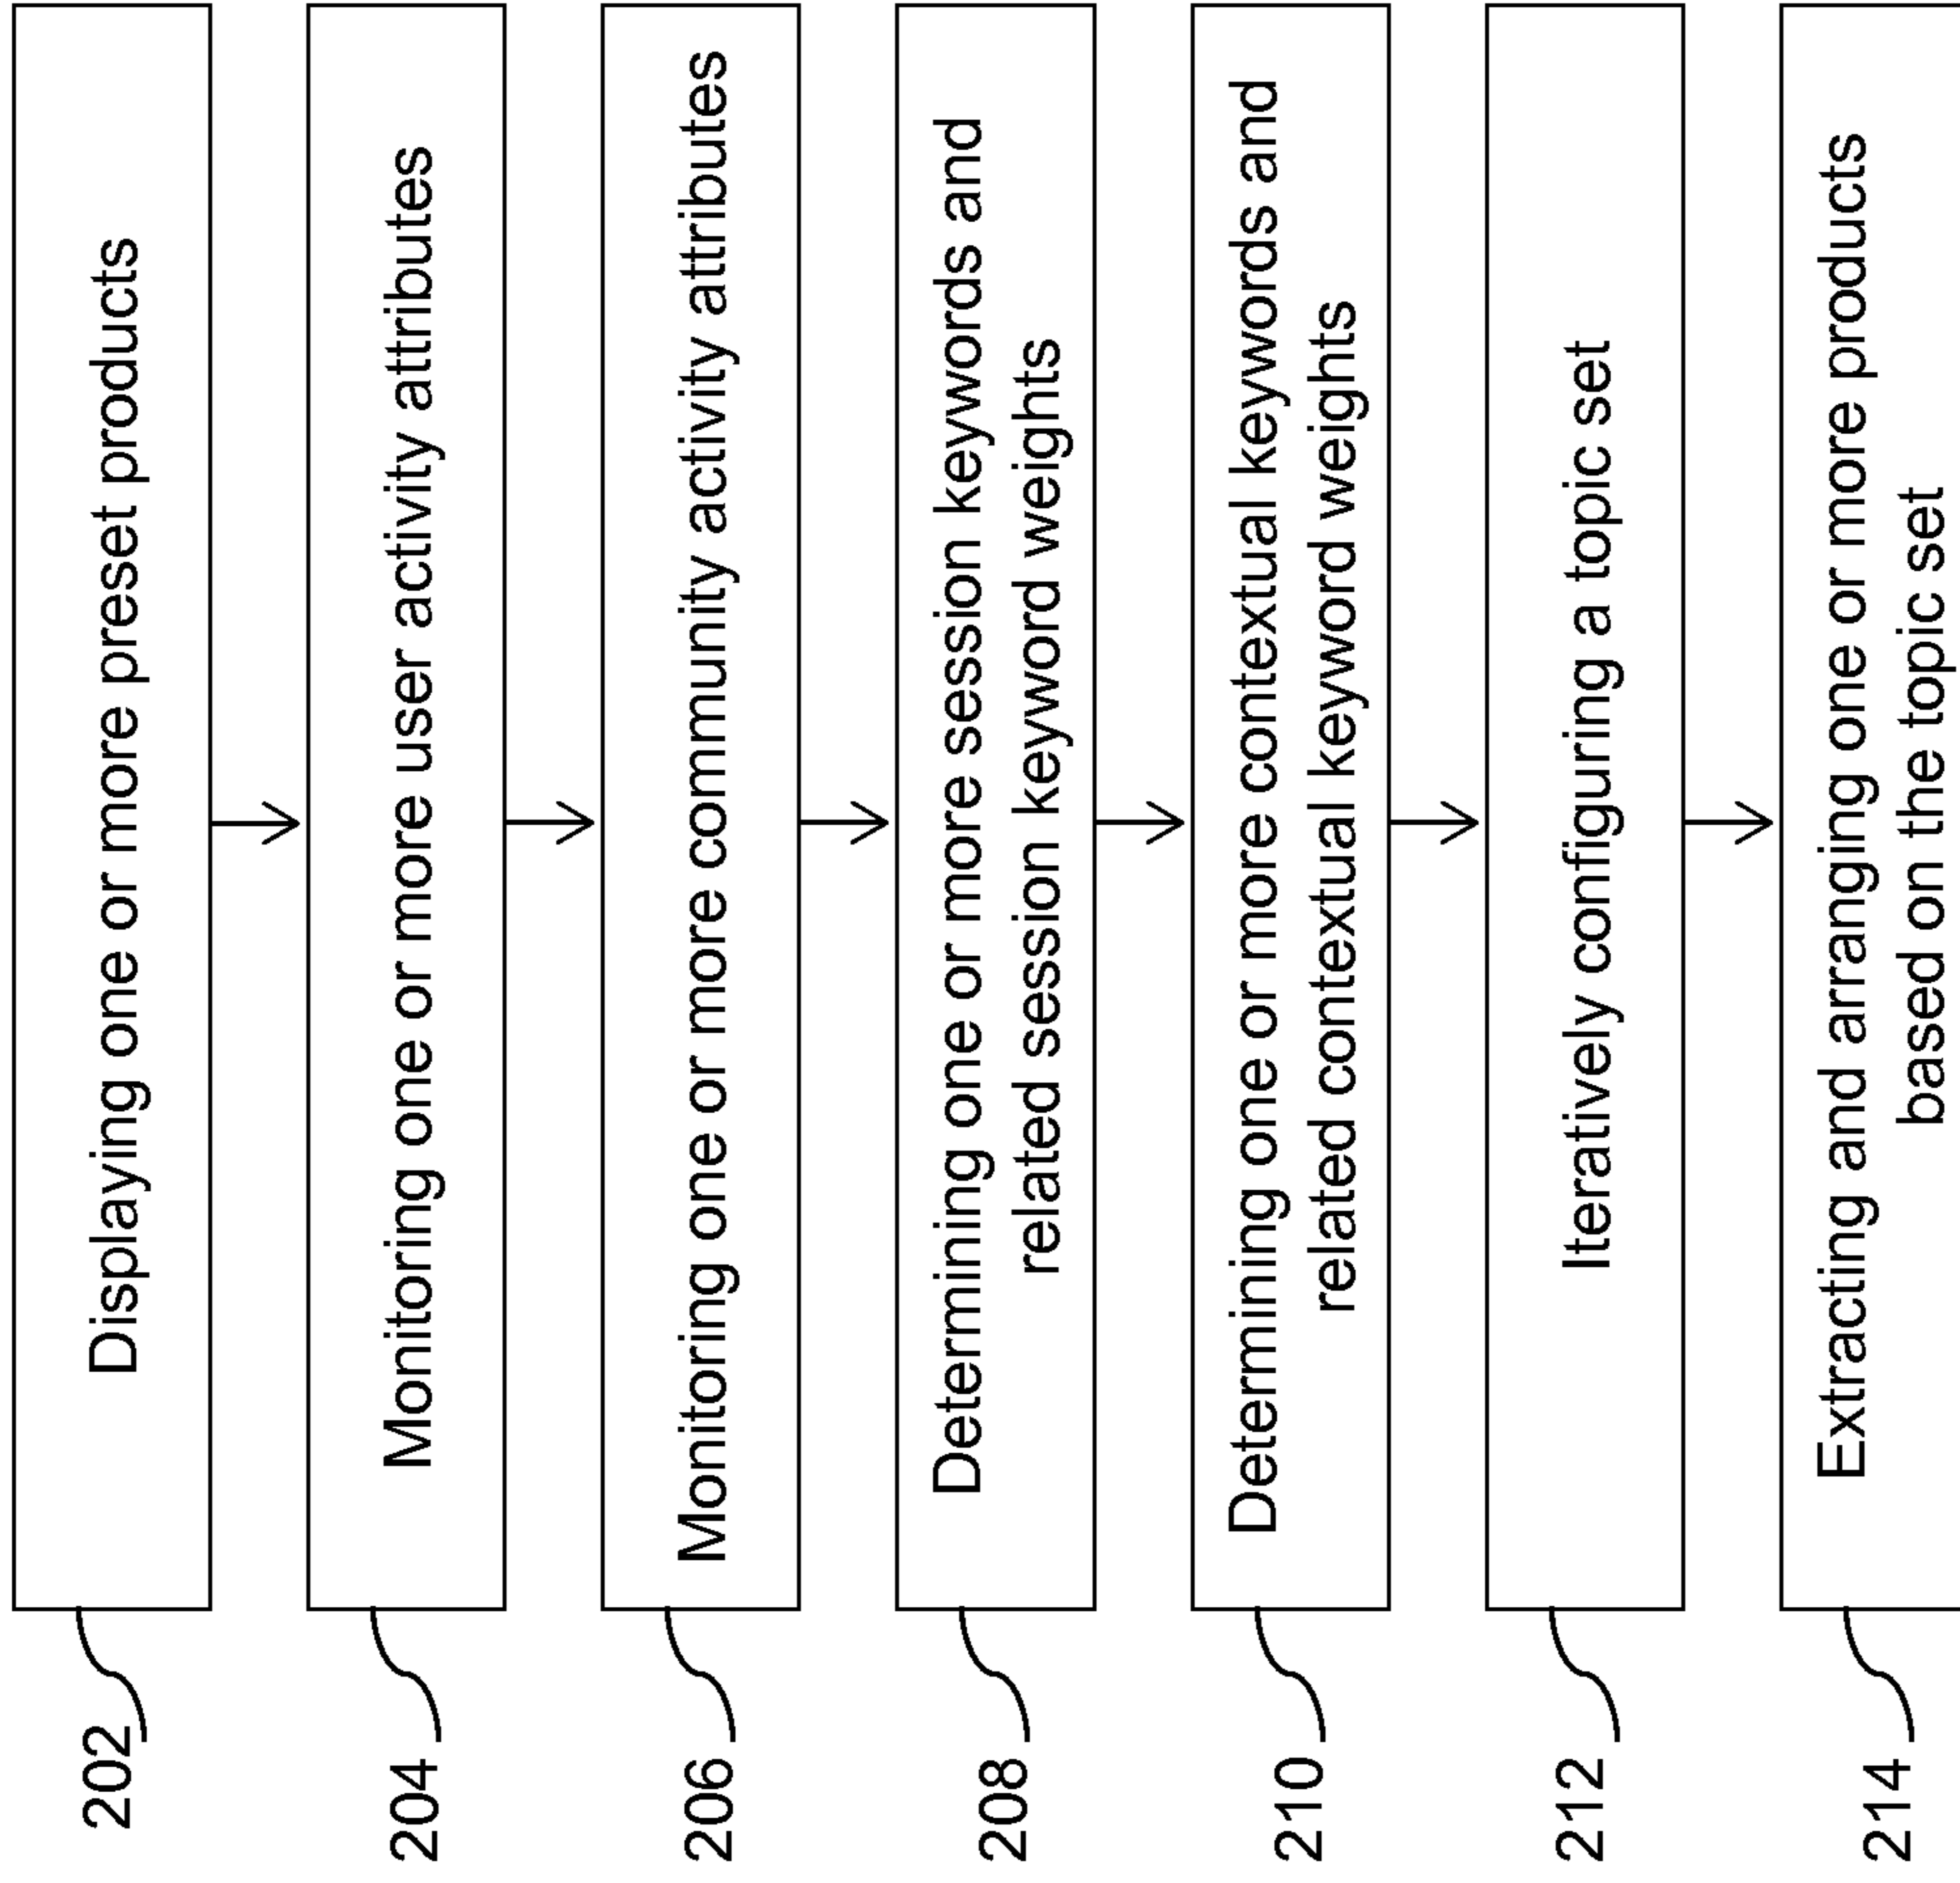 202
Displaying one or more preset products
204
Monitoring one or more user activity attributes
206
Monitoring one or more community activity attributes
208
Determining one or more session keywords and
related session keyword weights
210
Determining one or more contextual keywords and
related contextual keyword weights
212
Iteratively configuring a topic set
214
Extracting and arranging one or more products
based on the topic set